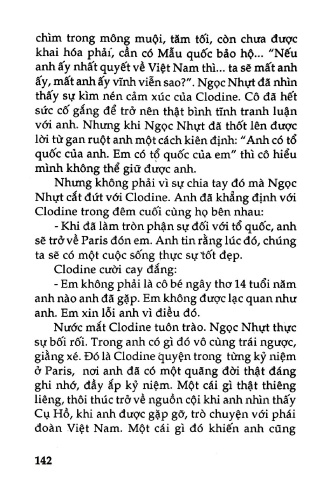 chìm trong mông muội, tăm tối, còn chưa được
khai hóa phải, cần có Mẫu quốc bảo hộ... "Nếu
anh ấy nhất quyết về Việt Nam thì... ta sẽ mất anh
ấy, mất anh ấy vĩnh viễn sao?". Ngọc Nhựt đã nhìn
thấy sự kìm nén cảm xúc của Clodine. Cô đã hết
sức cố gắng để trở nên thật bình tĩnh tranh luận
với anh. Nhưng khi Ngọc Nhựt đã thốt lên được
lời từ gan ruột anh một cách kiên định: "Anh có tổ
quốc của anh. Em có tổ quốc của em" thì cô hiểu
mình không thể giữ được anh.
Nhưng không phải vì sự chia tay đó mà Ngọc
Nhựt cắt đứt với Clodine. Anh đã khẳng định với
Clodine trong đêm cuối cùng họ bên nhau:
- Khi đã làm tròn phận sự đối với tổ quốc, anh
sẽ trở về Paris đón em. Anh tin rằng lúc đó, chúng
ta sẽ có một cuộc sống thực sự tốt đẹp.
Clodine cười cay đắng:
- Em không phải là cô bé ngây thơ 14 tuổi năm
anh nào anh đã gặp. Em không được lạc quan như
anh. Em xin lỗi anh vì điều đó.
Nước mắt Clodine tuôn trào. Ngọc Nhựt thực
sự bối rối. Trong anh có gì đó vô cùng trái ngược,
giằng xé. Đó là Clodine quyện trong từng kỷ niệm
ở Paris, nơi anh đã có một quãng đời thật đáng
ghi nhớ, đầy ắp kỷ niệm. Một cái gì thật thiêng
liêng, thôi thúc trở về nguồn cội khi anh nhìn thấy
Cụ Hồ, khi anh được gặp gỡ, trò chuyện với phái
đoàn Việt Nam. Một cái gì đó khiến anh cũng
142